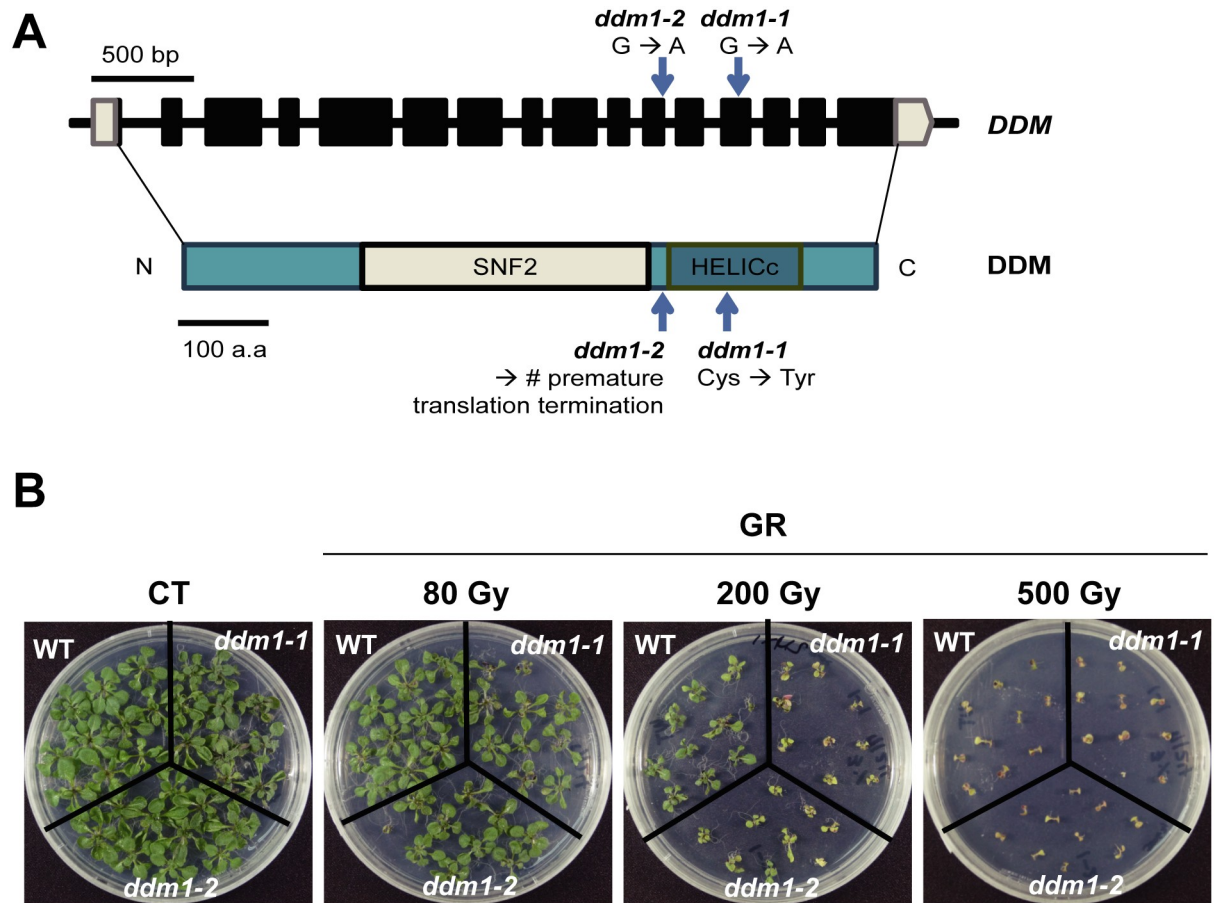 A
ddm1-2 ddm1-1
G → A G → A
500 bp
DDM
N SNF2 HELICc C DDM
100 a.a
ddm1-2 ddm1-1
→ # premature Cys → Tyr
translation termination
B
GR
CT 80 Gy 200 Gy 500 Gy
WT ddm1-1 WT ddm1-1 WT ddm1-1 WT ddm1-1
ddm1-2 ddm1-2 ddm1-2 ddm1-2